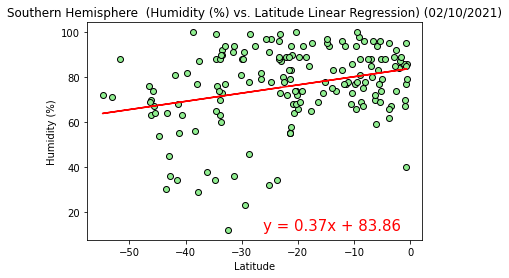 Southern Hemisphere  (Humidity (%) vs. Latitude Linear Regression) (02/10/2021)
100
80
60
40
20
Humidity (%)
y = 0.37x + 83.86
−50
−40
−30
−20
−10
0
Latitude